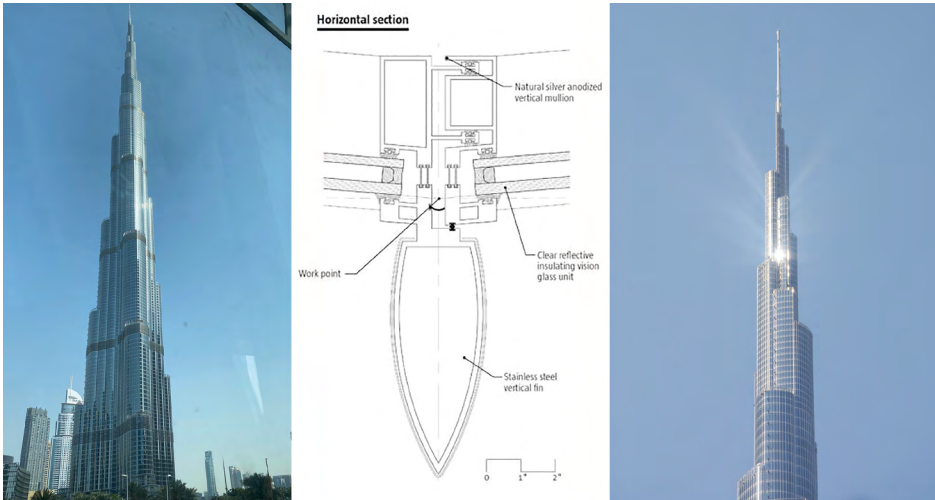 Horizontal section
Natural silver anodized
vertical mullion
Work point
Clear reflective
insulating vision
glass unit
Stainless steel
vertical fin
0 1" 2"